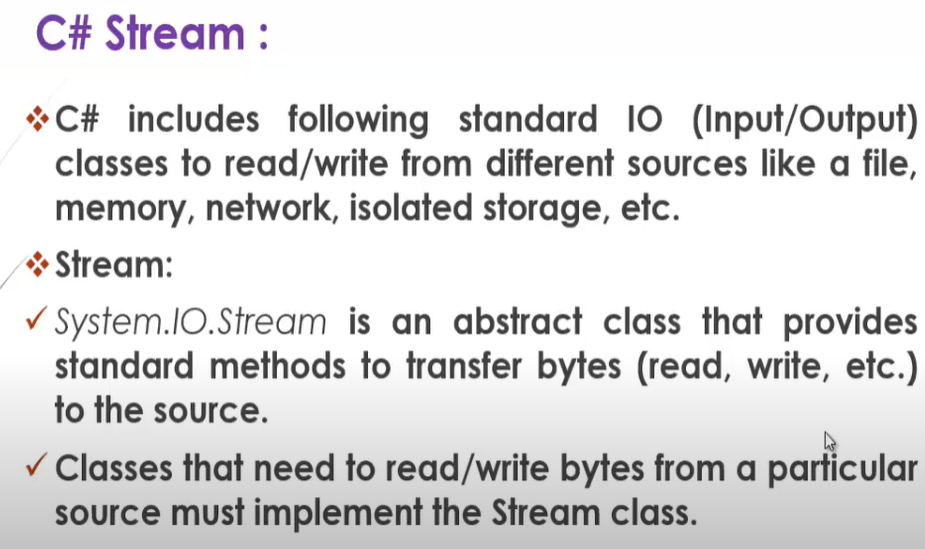 C# Stream :
C# includes following standard IO (Input/Output)
classes to read/write from different sources like a file,
memory, network, isolated storage, etc.
Stream:
System.IO.Stream is an abstract class that provides
standard methods to transfer bytes (read, write, etc.)
to the source.
Classes that need to read/write bytes from a particular
source must implement the Stream class.